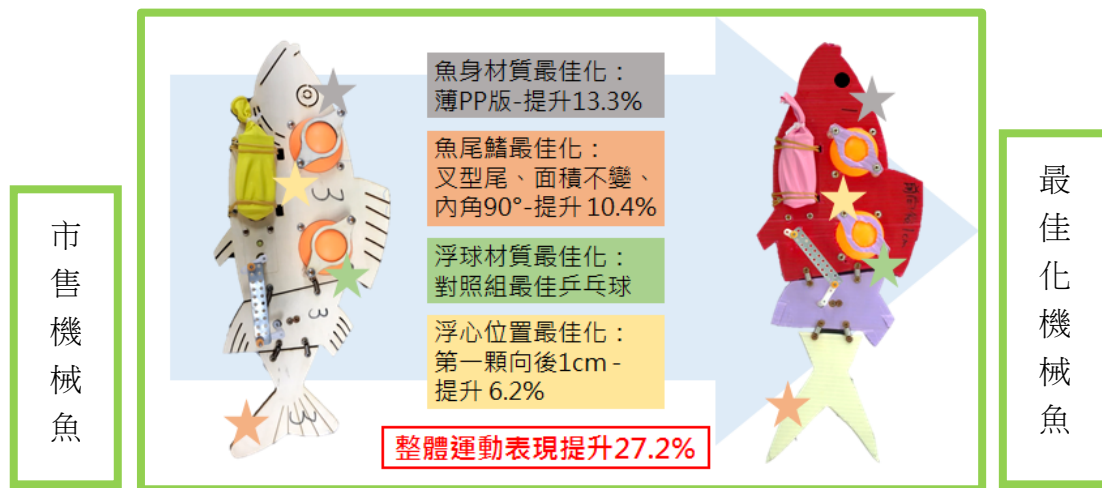 市售機械魚
魚身材質最佳化：
薄PP版-提升13.3%
魚尾鰭最佳化：
叉型尾、面積不變、
內角90°-提升 10.4%
浮球材質最佳化：
對照組最佳乒乓球
浮心位置最佳化：
第一顆向後1cm -
提升 6.2%
整體運動表現提升27.2%
最佳化機械魚